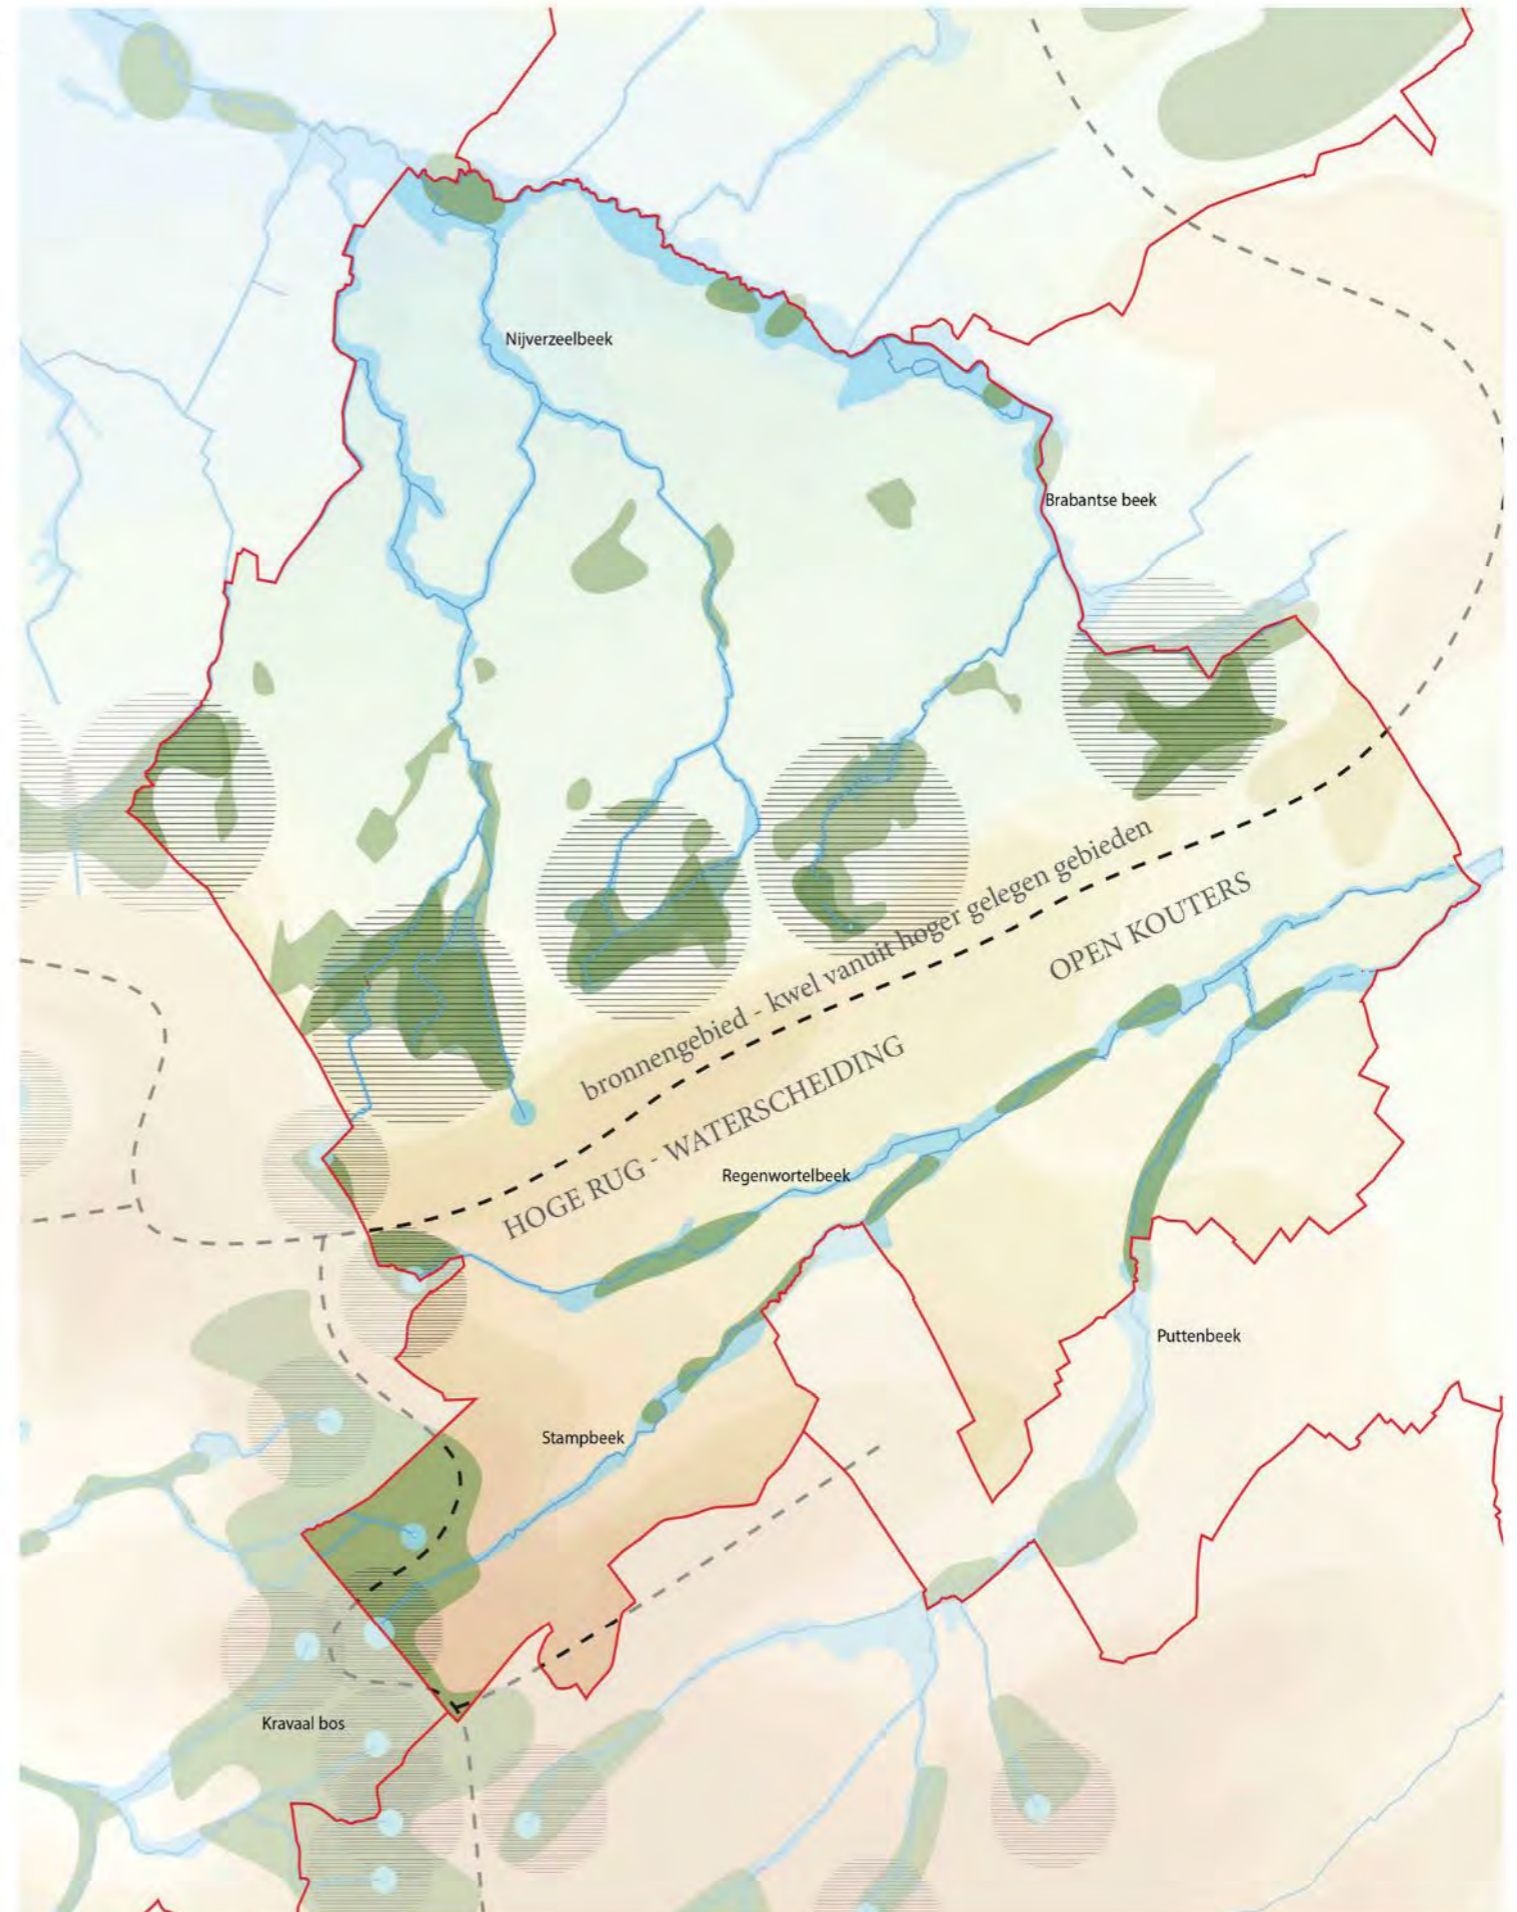 Nijverzeelbeek
Brabantse beek
bronnengebied - kwel vanuit hoger gelegen gebieden
OPEN KOUTERS
HOGE RUG - WATERSCHEIDING
Regenwortelbeek
Puttenbeek
Stampbeek
Kravaal bos